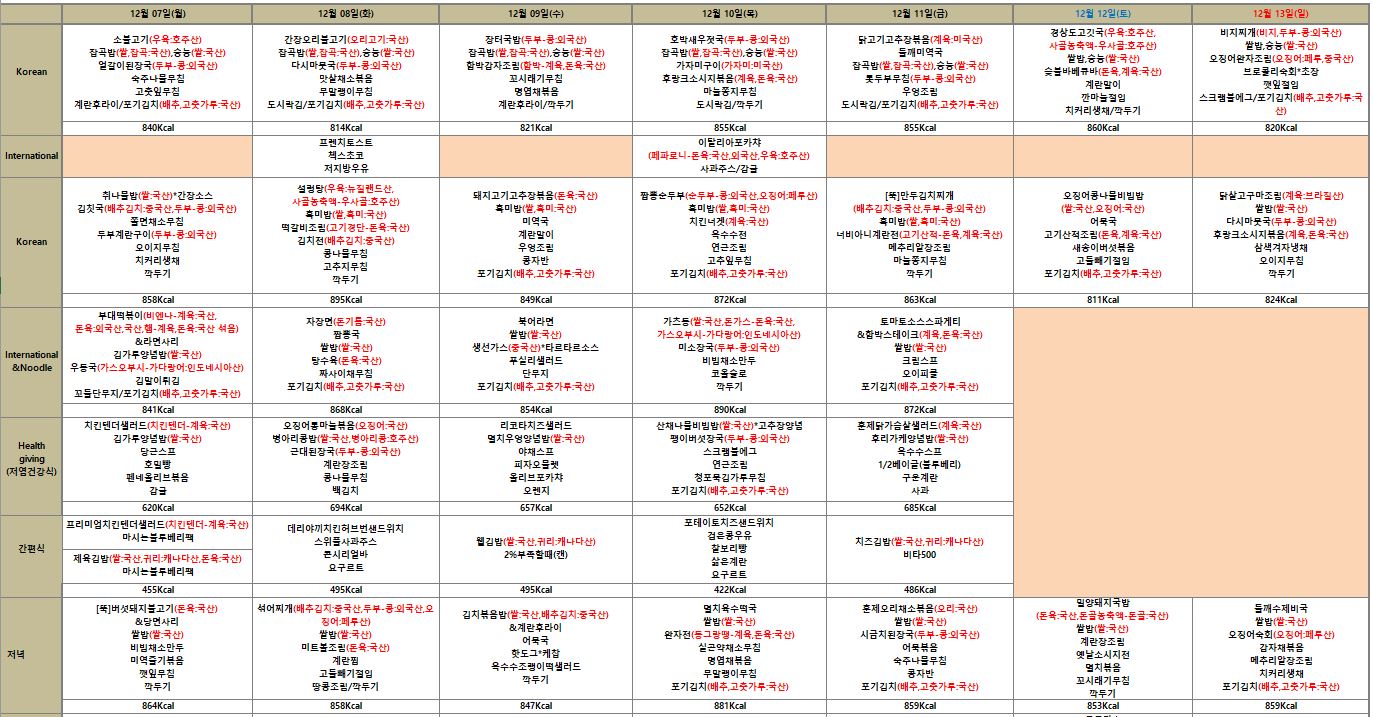 12월 07일(월) 12월 08일(화) 12월 09일(수) 12월 10일(목) 12월 11일(금) 12월 12일(토) 12월 13일(일)
Korean
소불고기(우육:호주산)
잡곡밥(쌀,잡곡:국산),숭늉(쌀:국산)
얼갈이된장국(두부-콩:외국산)
숙주나물무침
고춧잎무침
계란후라이/포기김치(배추,고춧가루:국산)
840Kcal
간장오리불고기(오리고기:국산)
잡곡밥(쌀,잡곡:국산),숭늉(쌀:국산)
다시마뭇국(두부-콩:외국산)
맛살채소볶음
무말랭이무침
도시락김/포기김치(배추,고춧가루:국산)
814Kcal
장터국밥(두부-콩:외국산)
잡곡밥(쌀,잡곡:국산),숭늉(쌀:국산)
함박감자조림(함박-계육,돈육:국산)
꼬시래기무침
명엽채볶음
계란후라이/깍두기
821Kcal
호박새우젓국(두부-콩:외국산)
잡곡밥(쌀,잡곡:국산),숭늉(쌀:국산)
가자미구이(가자미:미국산)
후랑크소시지볶음(계육,돈육:국산)
마늘쫑무침
도시락김/깍두기
855Kcal
닭고기고추장볶음(계육:미국산)
들깨미역국
잡곡밥(쌀,잡곡:국산),숭늉(쌀:국산)
톳두부무침(두부-콩:외국산)
우엉조림
도시락김/포기김치(배추,고춧가루:국산)
855Kcal
경상도고깃국(우육:호주산,
사골농축액-우사골:호주산)
쌀밥,숭늉(쌀:국산)
숯불바베큐바(돈육,계육:국산)
계란말이
깐마늘절임
치커리생채/깍두기
860Kcal
비지찌개(비지,두부-콩:외국산)
쌀밥,숭늉(쌀:국산)
오징어완자조림(오징어:페루,중국산)
브로콜리숙회*초장
깻잎절임
스크램블에그/포기김치(배추,고춧가루:국
산)
820Kcal
International
프렌치토스트
첵스초코
저지방우유
이탈리아포카챠
(페파로니-돈육:국산,외국산,우육:호주산)
사과주스/감귤
Korean
취나물밥(쌀:국산)*간장소스
김칫국(배추김치:중국산,두부-콩:외국산)
쫄면채소무침
두부계란구이(두부-콩:외국산)
오이지무침
치커리생채
깍두기
858Kcal
설렁탕(우육:뉴질랜드산,
사골농축액-우사골:호주산)
흑미밥(쌀,흑미:국산)
떡갈비조림(고기경단-돈육:국산)
김치전(배추김치:중국산)
콩나물무침
고추지무침
깍두기
895Kcal
돼지고기고추장볶음(돈육:국산)
흑미밥(쌀,흑미:국산)
미역국
계란말이
우엉조림
콩자반
포기김치(배추,고춧가루:국산)
849Kcal
짬뽕순두부(순두부-콩:외국산,오징어:페루산)
흑미밥(쌀,흑미:국산)
치킨너겟(계육:국산)
옥수수전
연근조림
고추잎무침
포기김치(배추,고춧가루:국산)
872Kcal
[뚝]만두김치찌개
(배추김치:중국산,두부-콩:외국산)
흑미밥(쌀,흑미:국산)
너비아니계란전(고기산적-돈육,계육:국산)
메추리알장조림
마늘쫑지무침
깍두기
863Kcal
오징어콩나물비빔밥
(쌀:국산,오징어:국산)
어묵국
고기산적조림(돈육,계육:국산)
새송이버섯볶음
고들빼기절임
포기김치(배추,고춧가루:국산)
811Kcal
닭살고구마조림(계육:브라질산)
쌀밥(쌀:국산)
다시마뭇국(두부-콩:외국산)
후랑크소시지볶음(계육,돈육:국산)
삼색겨자냉채
오이지무침
깍두기
824Kcal
International
&Noodle
부대떡볶이(비엔나-계육:국산,
돈육:외국산,국산,햄-계육,돈육:국산 섞음)
&라면사리
김가루양념밥(쌀:국산)
우동국(가스오부시-가다랑어:인도네시아산)
김말이튀김
꼬들단무지/포기김치(배추,고춧가루:국산)
841Kcal
자장면(돈기름:국산)
짬뽕국
쌀밥(쌀:국산)
탕수육(돈육:국산)
짜사이채무침
포기김치(배추,고춧가루:국산)
868Kcal
북어라면
쌀밥(쌀:국산)
생선가스(중국산)*타르타르소스
푸실리샐러드
단무지
포기김치(배추,고춧가루:국산)
854Kcal
가츠동(쌀:국산,돈가스-돈육:국산,
가스오부시-가다랑어:인도네시아산)
미소장국(두부-콩:외국산)
비빔채소만두
코울슬로
깍두기
890Kcal
토마토소스스파게티
&함박스테이크(계육,돈육:국산)
쌀밥(쌀:국산)
크림스프
오이피클
포기김치(배추,고춧가루:국산)
872Kcal
Health
giving
(저염건강식)
치킨텐더샐러드(치킨텐더-계육:국산)
김가루양념밥(쌀:국산)
당근스프
호밀빵
펜네올리브볶음
감귤
620Kcal
오징어통마늘볶음(오징어:국산)
병아리콩밥(쌀:국산,병아리콩:호주산)
근대된장국(두부-콩:외국산)
계란장조림
콩나물무침
백김치
694Kcal
리코타치즈샐러드
멸치우엉양념밥(쌀:국산)
야채스프
피자오믈렛
올리브포카챠
오렌지
657Kcal
산채나물비빔밥(쌀:국산)*고추장양념
팽이버섯장국(두부-콩:외국산)
스크램블에그
연근조림
청포묵김가루무침
포기김치(배추,고춧가루:국산)
652Kcal
훈제닭가슴살샐러드(계육:국산)
후리가케양념밥(쌀:국산)
옥수수스프
1/2베이글(블루베리)
구운계란
사과
685Kcal
간편식
프리미엄치킨텐더샐러드(치킨텐더-계육:국산)
마시는블루베리팩
제육김밥(쌀:국산,귀리:캐나다산,돈육:국산)
마시는블루베리팩
455Kcal
데리야끼치킨허브번샌드위치
스위플사과주스
콘시리얼바
요구르트
495Kcal
웰김밥(쌀:국산,귀리:캐나다산)
2%부족할때(캔)
495Kcal
포테이토치즈샌드위치
검은콩우유
찰보리빵
삶은계란
요구르트
422Kcal
치즈김밥(쌀:국산,귀리:캐나다산)
비타500
486Kcal
저녁
[뚝]버섯돼지불고기(돈육:국산)
&당면사리
쌀밥(쌀:국산)
비빔채소만두
미역줄기볶음
깻잎무침
깍두기
864Kcal
섞어찌개(배추김치:중국산,두부-콩:외국산,오
징어:페루산)
쌀밥(쌀:국산)
미트볼조림(돈육:국산)
계란찜
고들빼기절임
땅콩조림/깍두기
858Kcal
김치볶음밥(쌀:국산,배추김치:중국산)
&계란후라이
어묵국
핫도그*케찹
옥수수조랭이떡샐러드
깍두기
847Kcal
멸치육수떡국
쌀밥(쌀:국산)
완자전(동그랑땡-계육,돈육:국산)
실곤약채소무침
명엽채볶음
무말랭이무침
포기김치(배추,고춧가루:국산)
881Kcal
훈제오리채소볶음(오리:국산)
쌀밥(쌀:국산)
시금치된장국(두부-콩:외국산)
어묵볶음
숙주나물무침
콩자반
포기김치(배추,고춧가루:국산)
859Kcal
밀양돼지국밥
(돈육:국산,돈골농축액-돈골:국산)
쌀밥(쌀:국산)
계란장조림
옛날소시지전
멸치볶음
꼬시래기무침
깍두기
853Kcal
들깨수제비국
쌀밥(쌀:국산)
오징어숙회(오징어:페루산)
감자채볶음
메추리알장조림
치커리생채
포기김치(배추,고춧가루:국산)
859Kcal